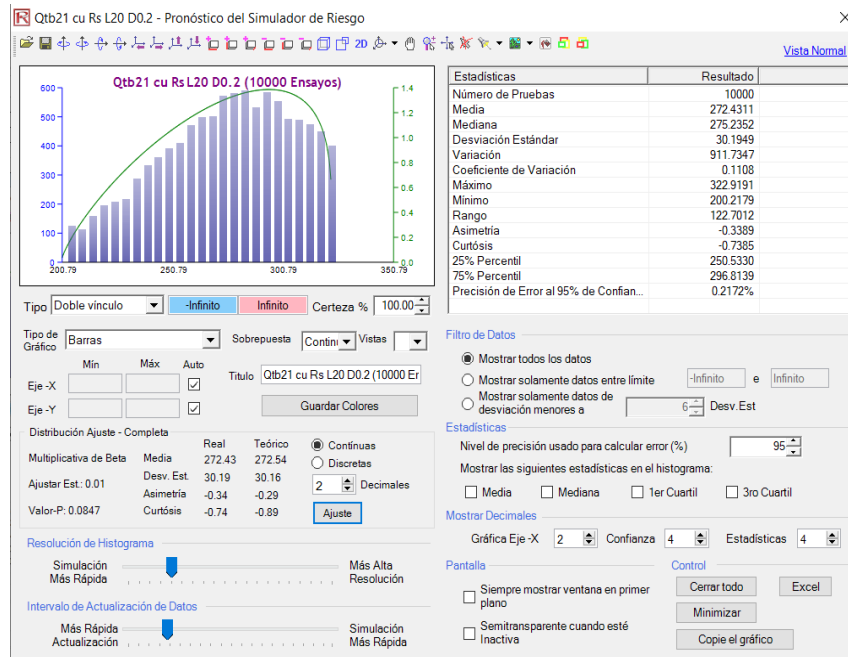 Qtb21 cu Rs L20 D0.2 - Pronóstico del Simulador de Riesgo
2D
Vista Normal
Qtb21 cu Rs L20 D0.2 (10000 Ensayos)
600
500
400
300
200
100
0
1.4
1.2
1.0
0.8
0.6
0.4
0.2
0.0
200.79 250.79 300.79 350.79
Estadísticas Resultado
Número de Pruebas 10000
Media 272.4311
Mediana 275.2352
Desviación Estándar 30.1949
Variación 911.7347
Coeficiente de Variación 0.1108
Máximo 322.9191
Mínimo 200.2179
Rango 122.7012
Asimetría -0.3389
Curtósis -0.7385
25% Percentil 250.5330
75% Percentil 296.8139
Precisión de Error al 95% de Confian... 0.2172%
Tipo Doble vínculo -Infinito Infinito Certeza % 100.00
Tipo de Gráfico Barras Sobrepuesta Continu Vistas
Mín Máx Auto
Eje -X
Eje -Y
Titulo Qtb21 cu Rs L20 D0.2 (10000 Er
Guardar Colores
Distribución Ajuste - Completa
Real Teórico
Multiplicativa de Beta Media 272.43 272.54
Ajustar Est.: 0.01 Desv. Est. 30.19 30.16
Asimetría -0.34 -0.29
Valor-P: 0.0847 Curtósis -0.74 -0.89
Contínuas
Discretas
2 Decimales
Ajuste
Resolución de Histograma
Simulación Más Rápida
Más Alta Resolución
Intervalo de Actualización de Datos
Más Rápida Actualización
Simulación Más Rápida
Filtro de Datos
Mostrar todos los datos
Mostrar solamente datos entre límite -Infinito e Infinito
Mostrar solamente datos de desviación menores a 6 Desv.Est
Estadísticas
Nivel de precisión usado para calcular error (%) 95
Mostrar las siguientes estadísticas en el histograma:
Media Mediana 1er Cuartil 3ro Cuartil
Mostrar Decimales
Gráfica Eje -X 2 Confianza 4 Estadísticas 4
Pantalla
Siempre mostrar ventana en primer plano
Semitransparente cuando esté Inactiva
Control
Cerrar todo Excel
Minimizar
Copie el gráfico